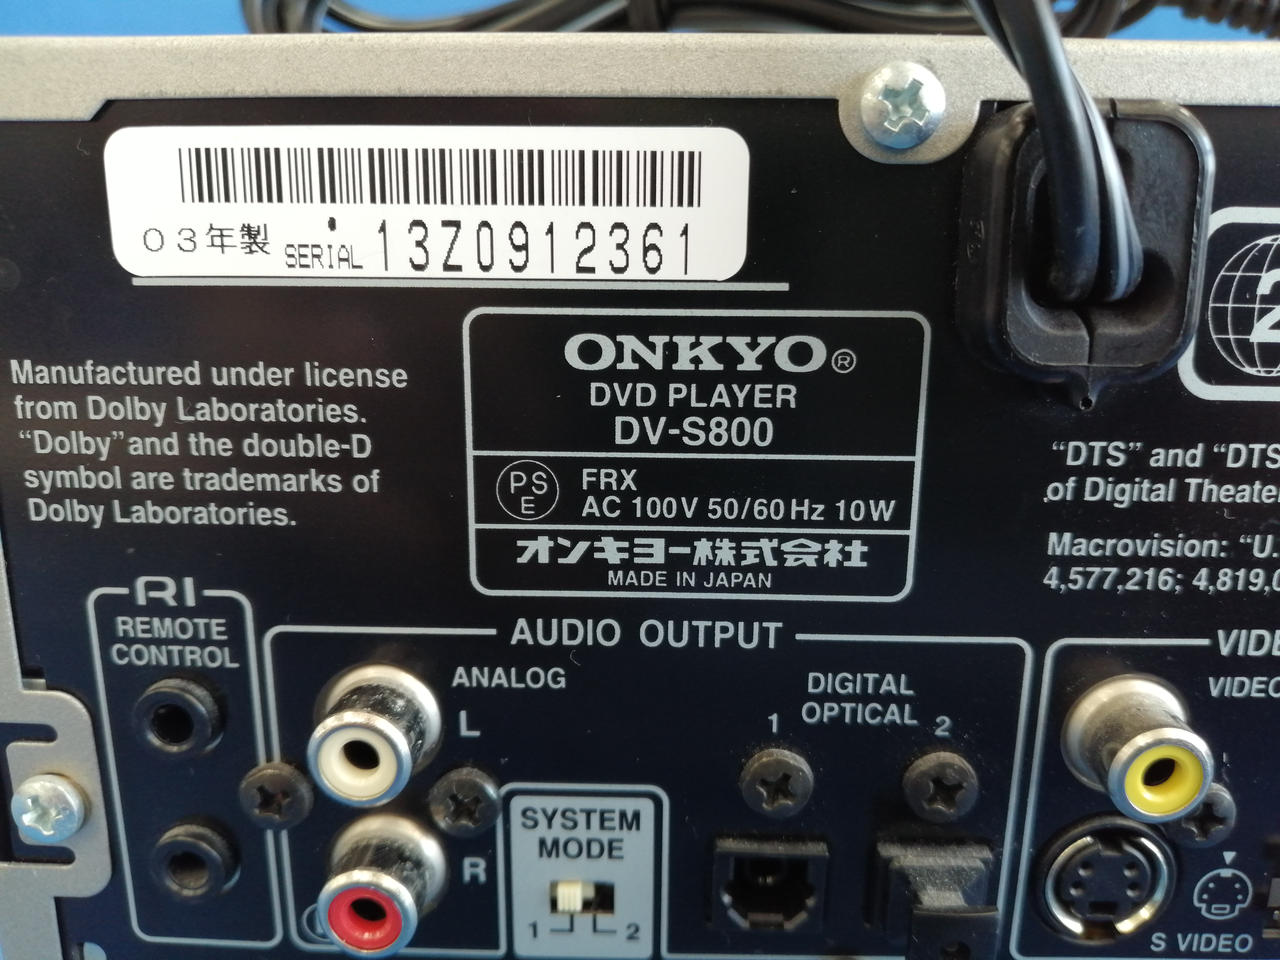 03年製 SERIAL 13Z0912361
ONKYO®
DVD PLAYER
DV-S800
PS
E
FRX
AC 100V 50/60Hz 10W
オンキヨー株式会社
MADE IN JAPAN
Manufactured under license
from Dolby Laboratories.
“Dolby”and the double-D
symbol are trademarks of
Dolby Laboratories.
2
“DTS” and “DTS
of Digital Theate
Macrovision: “U.
4,577,216; 4,819,0
RI
REMOTE
CONTROL
AUDIO OUTPUT
ANALOG
L
R
DIGITAL
OPTICAL
1
2
SYSTEM
MODE
1 2
VIDE
VIDEO
S VIDEO